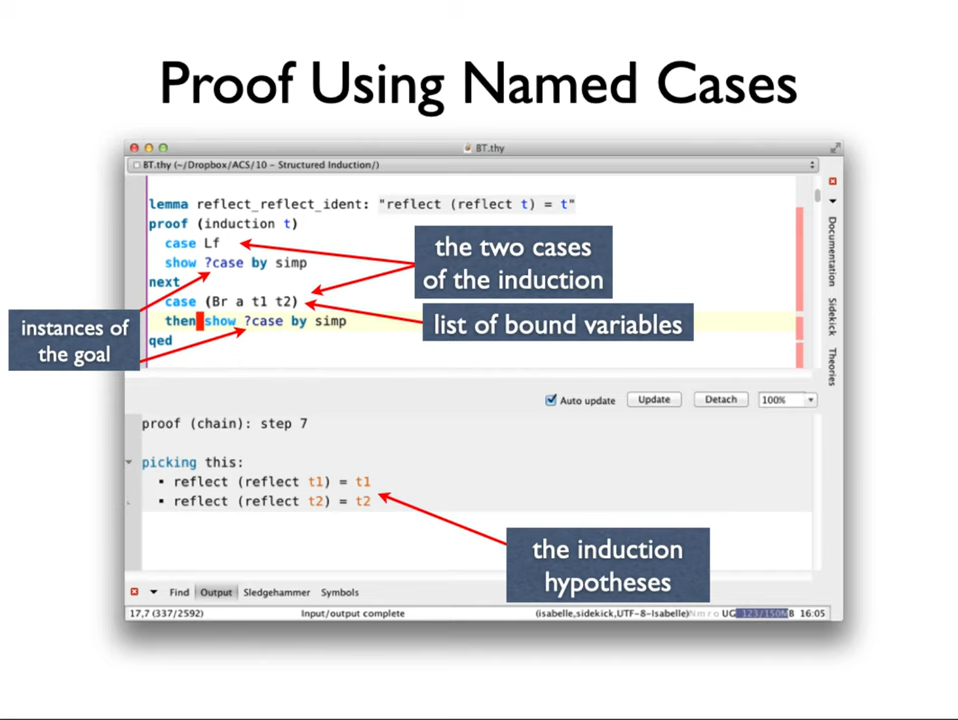 Proof Using Named Cases
BT.thy
BT.thy (~/Dropbox/ACS/10 – Structured Induction/)
lemma reflect_reflect_ident: "reflect (reflect t) = t"
proof (induction t)
case Lf
show ?case by simp
next
case (Br a t1 t2)
then show ?case by simp
qed
the two cases
of the induction
list of bound variables
instances of
the goal
Documentation
Sidekick
Theories
Auto update
Update
Detach
100%
proof (chain): step 7
picking this:
▪ reflect (reflect t1) = t1
▪ reflect (reflect t2) = t2
the induction
hypotheses
Find
Output
Sledgehammer
Symbols
17,7 (337/2592)
Input/output complete
(isabelle,sidekick,UTF-8-Isabelle)Nmro UG 123/150MB 16:05